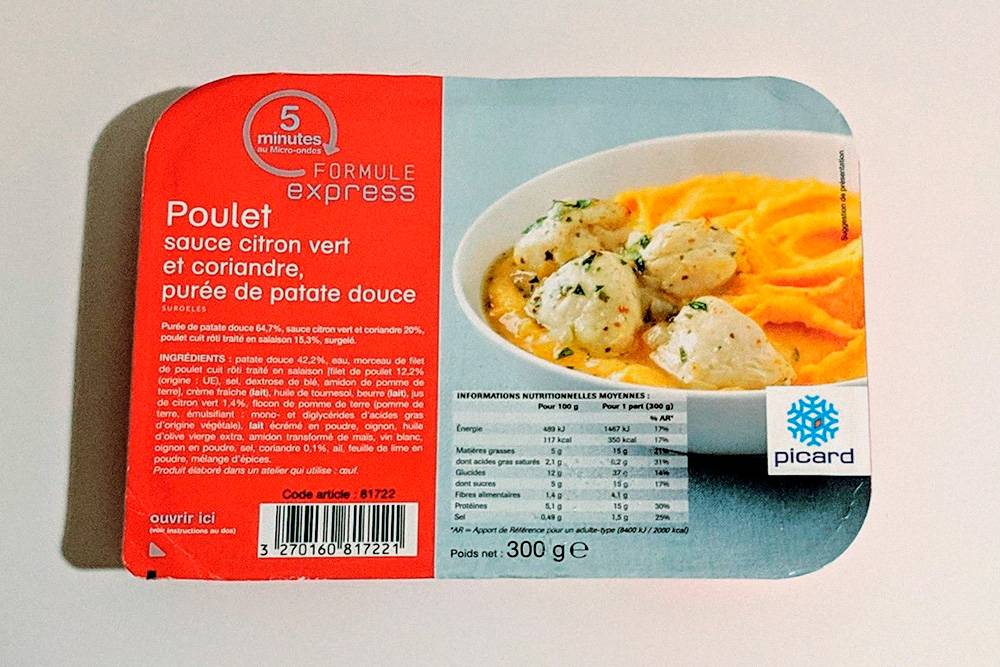 5
minutes
au Micro-ondes
FORMULE
express
Poulet
sauce citron vert
et coriandre,
purée de patate douce
SURGELÉS
Purée de patate douce 64,7%, sauce citron vert et coriandre 20%,
poulet cuit rôti traité en salaison 15,3%, surgelé.
INGRÉDIENTS : patate douce 42,2%, eau, morceau de filet
de poulet cuit rôti traité en salaison [filet de poulet 12,2%
(origine : UE), sel, dextrose de blé, amidon de pomme de
terre], crème fraîche (lait), huile de tournesol, beurre (lait), jus
de citron vert 1,4%, flocon de pomme de terre (pomme de
terre, émulsifiant : mono- et diglycérides d'acides gras
d'origine végétale), lait écrémé en poudre, oignon, huile
d'olive vierge extra, amidon transformé de maïs, vin blanc,
oignon en poudre, sel, coriandre 0,1%, ail, feuille de lime en
poudre, mélange d'épices.
Produit élaboré dans un atelier qui utilise : œuf.
Code article : 81722
ouvrir ici
(voir instructions au dos)
3 270160 817221
Suggestion de présentation
INFORMATIONS NUTRITIONNELLES MOYENNES :
Pour 100 g Pour 1 part (300 g)
% AR*
Énergie 489 kJ 1467 kJ 17%
117 kcal 350 kcal 17%
Matières grasses 5 g 15 g 21%
dont acides gras saturés 2,1 g 6,2 g 31%
Glucides 12 g 37 g 14%
dont sucres 5 g 15 g 17%
Fibres alimentaires 1,4 g 4,1 g
Protéines 5,1 g 15 g 30%
Sel 0,49 g 1,5 g 25%
*AR = Apport de Référence pour un adulte-type (8400 kJ / 2000 kcal)
Poids net : 300 g e
picard